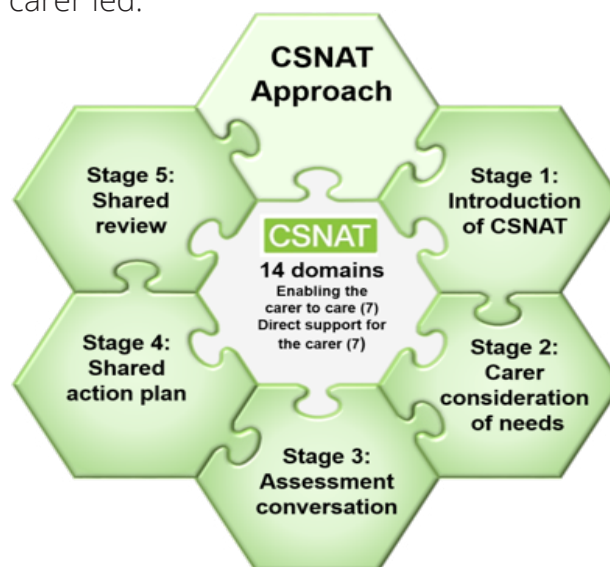 carer led.
CSNAT
Approach
Stage 1:
Introduction
of CSNAT
Stage 2:
Carer
consideration
of needs
Stage 3:
Assessment
conversation
Stage 4:
Shared
action plan
Stage 5:
Shared
review
CSNAT
14 domains
Enabling the
carer to care (7)
Direct support for
the carer (7)